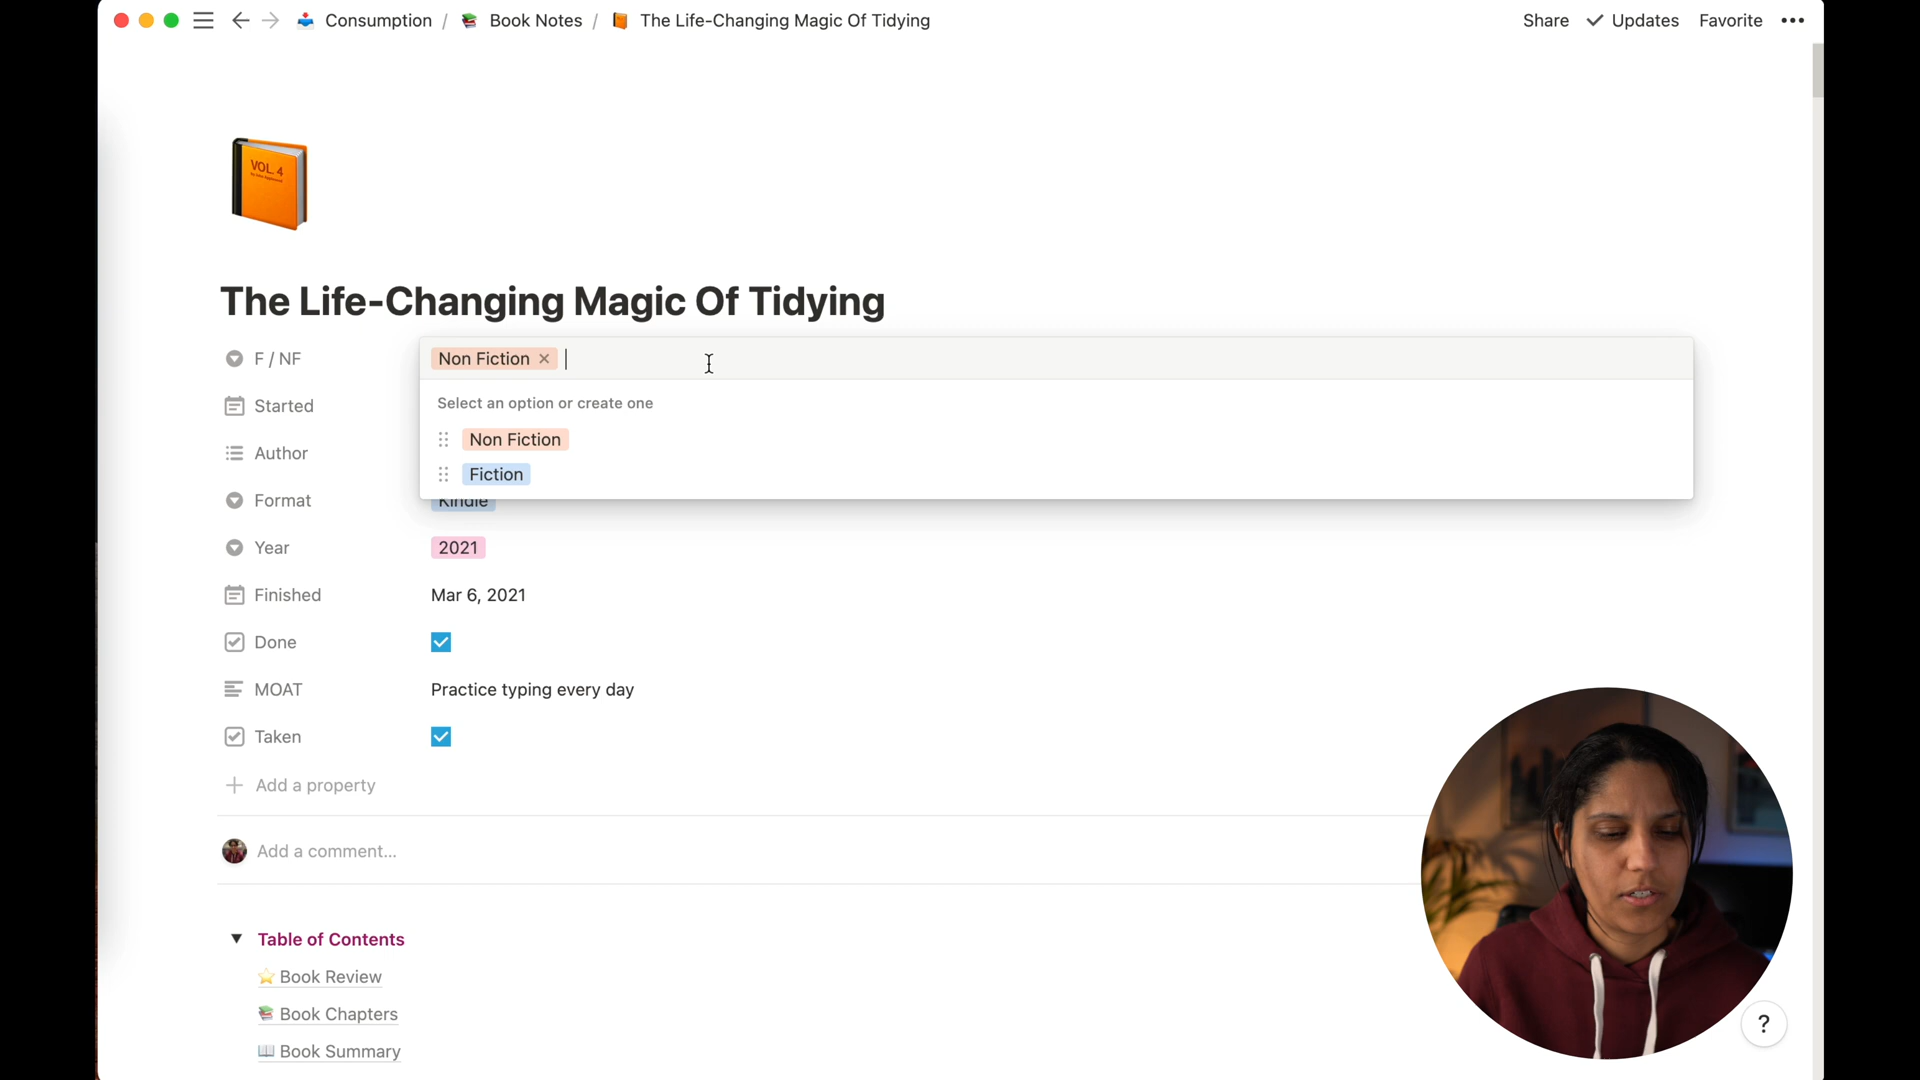 Consumption / Book Notes / The Life-Changing Magic Of Tidying
Share Updates Favorite •••
VOL. 4
The Life-Changing Magic Of Tidying
F / NF Non Fiction ×
Select an option or create one
Started
Non Fiction
Author
Fiction
Format Kindle
Year 2021
Finished Mar 6, 2021
Done
MOAT Practice typing every day
Taken
+ Add a property
Add a comment...
Table of Contents
Book Review
Book Chapters
Book Summary
?